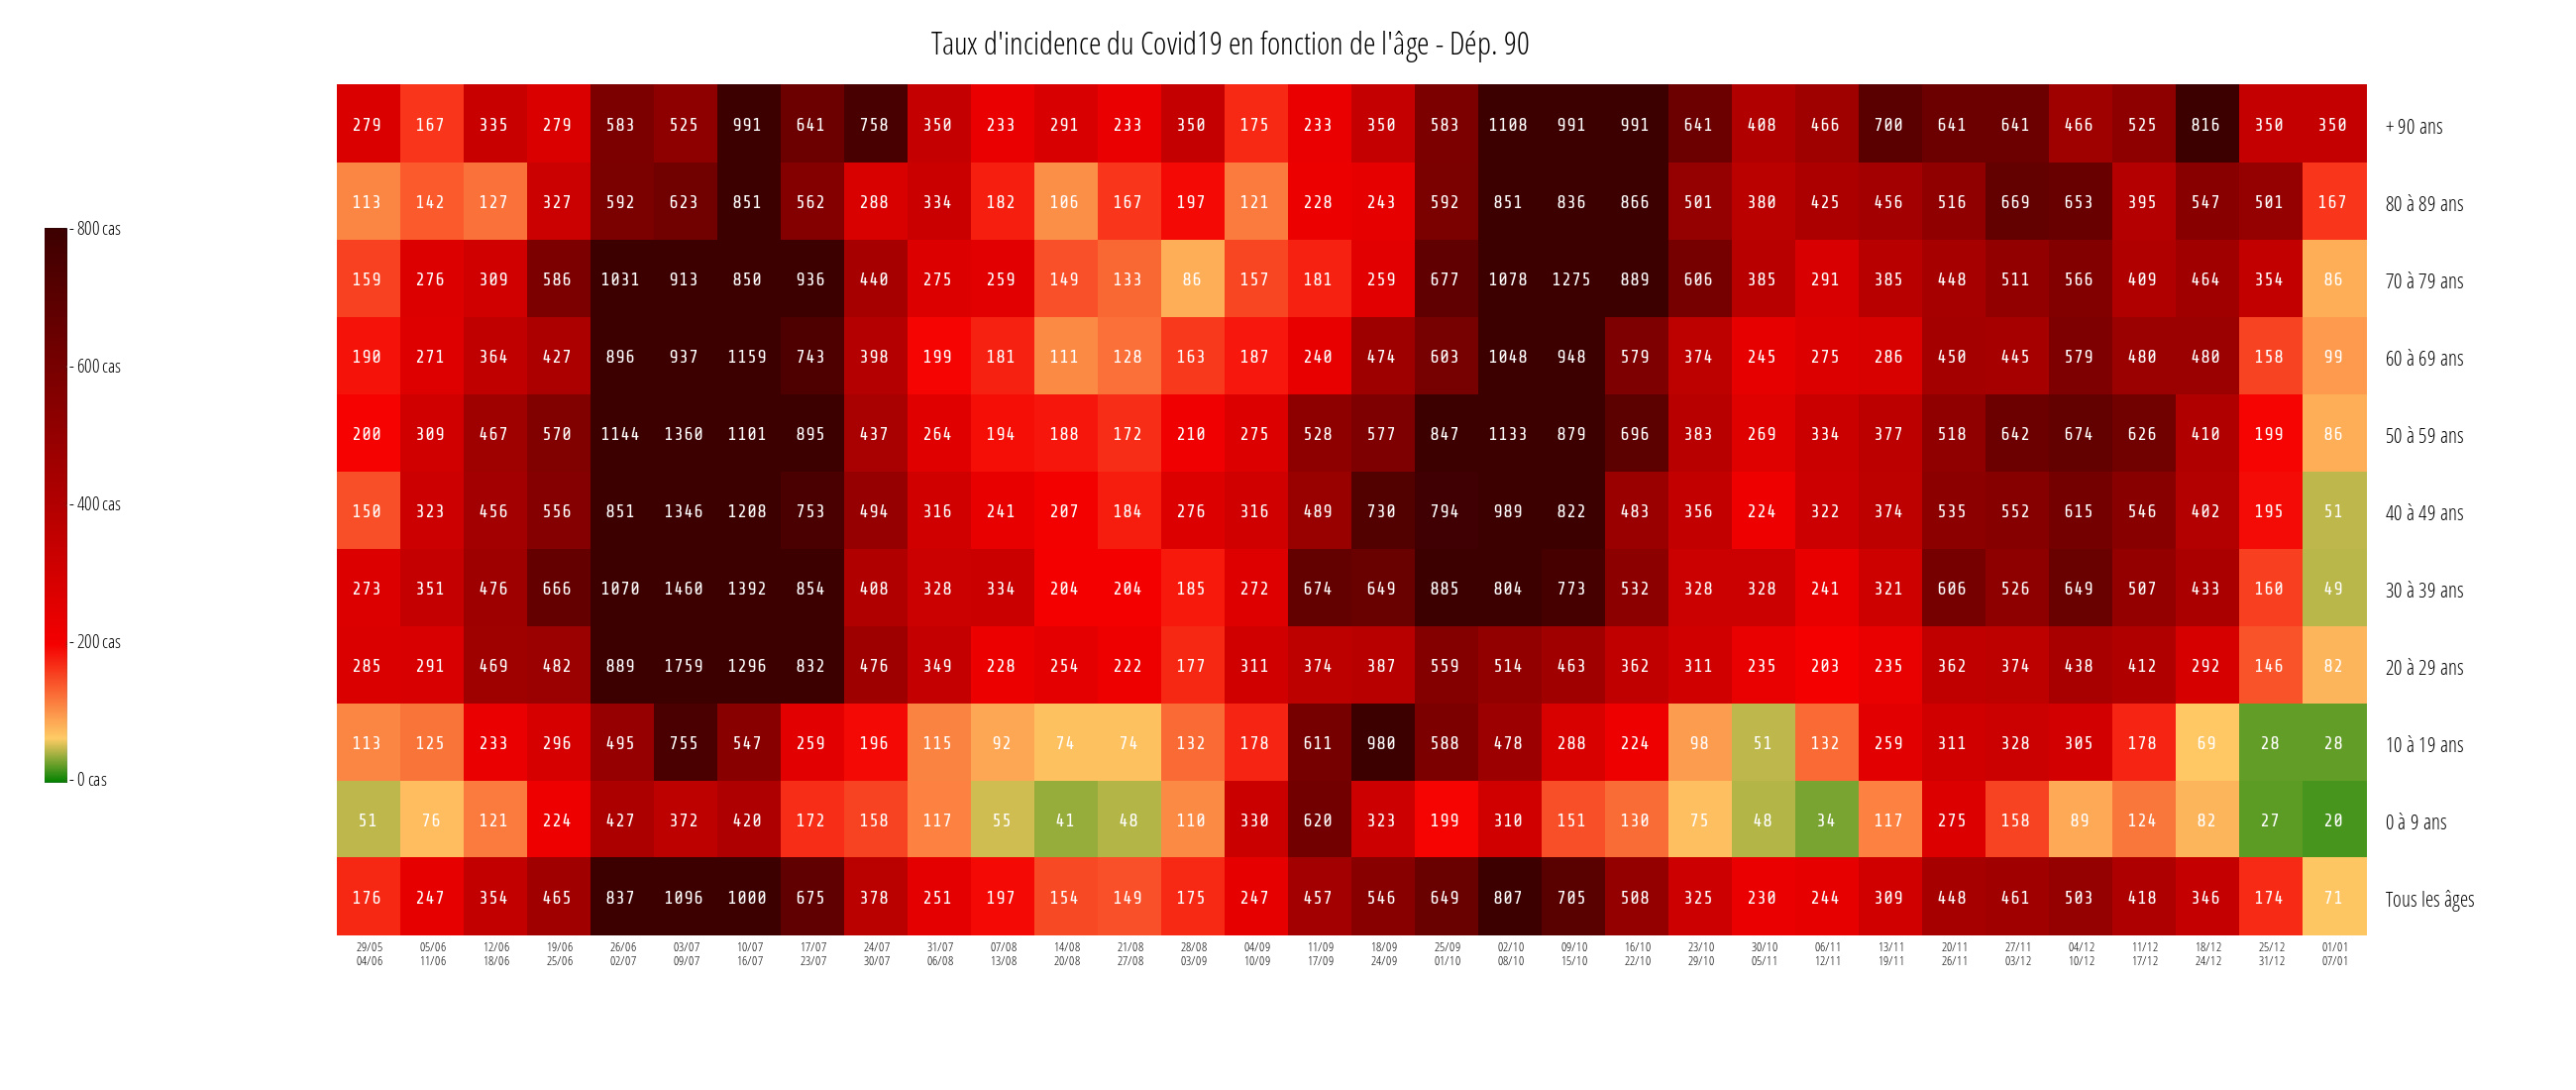 Taux d'incidence du Covid19 en fonction de l'âge - Dép. 90
279 167 335 279 583 525 991 641 758 350 233 291 233 350 175 233 350 583 1108 991 991 641 408 466 700 641 641 466 525 816 350 350 + 90 ans
113 142 127 327 592 623 851 562 288 334 182 106 167 197 121 228 243 592 851 836 866 501 380 425 456 516 669 653 395 547 501 167 80 à 89 ans
- 800 cas
159 276 309 586 1031 913 850 936 440 275 259 149 133 86 157 181 259 677 1078 1275 889 606 385 291 385 448 511 566 409 464 354 86 70 à 79 ans
190 271 364 427 896 937 1159 743 398 199 181 111 128 163 187 240 474 603 1048 948 579 374 245 275 286 450 445 579 480 480 158 99 60 à 69 ans
- 600 cas
200 309 467 570 1144 1360 1101 895 437 264 194 188 172 210 275 528 577 847 1133 879 696 383 269 334 377 518 642 674 626 410 199 86 50 à 59 ans
- 400 cas
150 323 456 556 851 1346 1208 753 494 316 241 207 184 276 316 489 730 794 989 822 483 356 224 322 374 535 552 615 546 402 195 51 40 à 49 ans
273 351 476 666 1070 1460 1392 854 408 328 334 204 204 185 272 674 649 885 804 773 532 328 328 241 321 606 526 649 507 433 160 49 30 à 39 ans
- 200 cas
285 291 469 482 889 1759 1296 832 476 349 228 254 222 177 311 374 387 559 514 463 362 311 235 203 235 362 374 438 412 292 146 82 20 à 29 ans
113 125 233 296 495 755 547 259 196 115 92 74 74 132 178 611 980 588 478 288 224 98 51 132 259 311 328 305 178 69 28 28 10 à 19 ans
- 0 cas
51 76 121 224 427 372 420 172 158 117 55 41 48 110 330 620 323 199 310 151 130 75 48 34 117 275 158 89 124 82 27 20 0 à 9 ans
176 247 354 465 837 1096 1000 675 378 251 197 154 149 175 247 457 546 649 807 705 508 325 230 244 309 448 461 503 418 346 174 71 Tous les âges
29/05 05/06 12/06 19/06 26/06 03/07 10/07 17/07 24/07 31/07 07/08 14/08 21/08 28/08 04/09 11/09 18/09 25/09 02/10 09/10 16/10 23/10 30/10 06/11 13/11 20/11 27/11 04/12 11/12 18/12 25/12 01/01
04/06 11/06 18/06 25/06 02/07 09/07 16/07 23/07 30/07 06/08 13/08 20/08 27/08 03/09 10/09 17/09 24/09 01/10 08/10 15/10 22/10 29/10 05/11 12/11 19/11 26/11 03/12 10/12 17/12 24/12 31/12 07/01